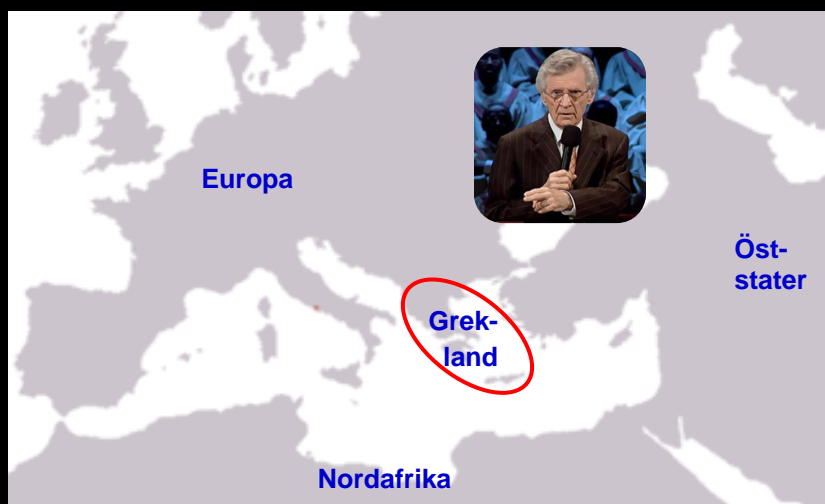 Europa
Öst-
stater
Grek-
land
Nordafrika